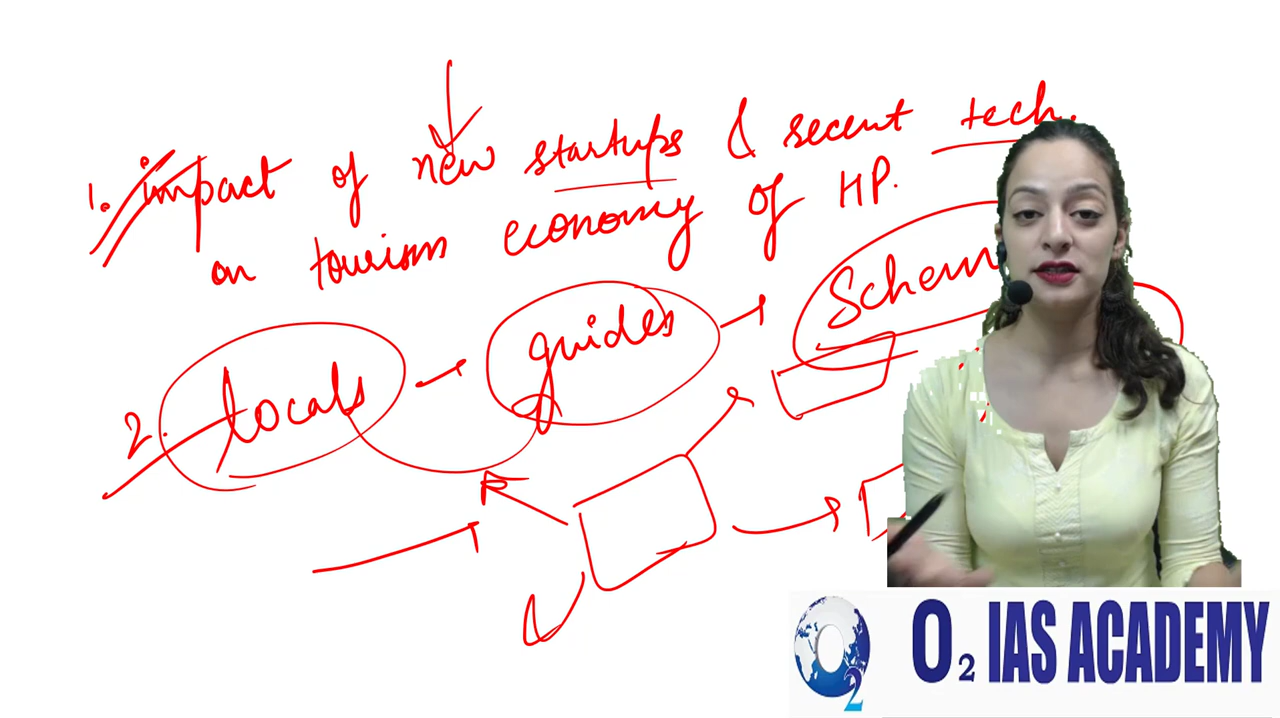 1. impact of new startups & recent tech.
on tourism economy of HP.
2. locals → guides → Schem
O2 IAS ACADEMY
O2